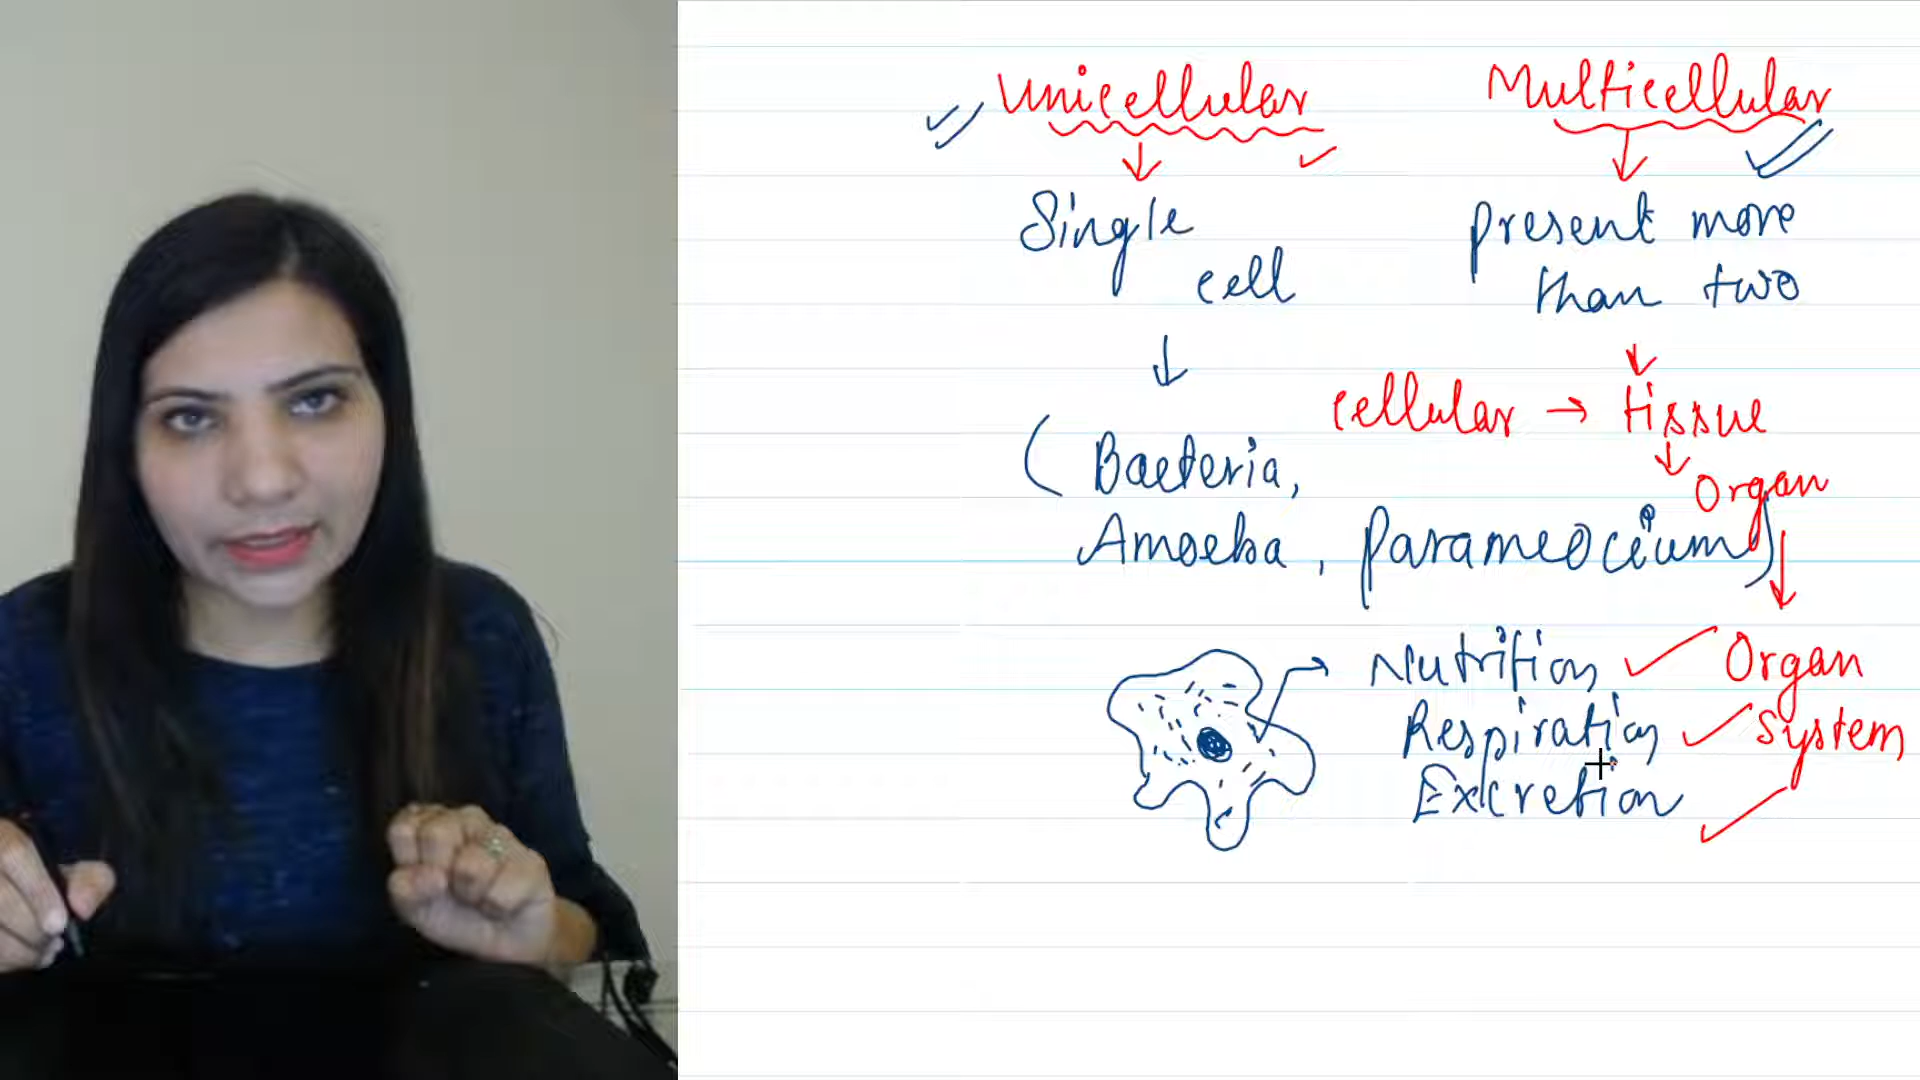 Unicellular
Multicellular
Single
cell
present more
than two
cellular → tissue
Organ
(Bacteria,
Amoeba, Parameocium)
Nutrition
Respiration
Excretion
Organ
System